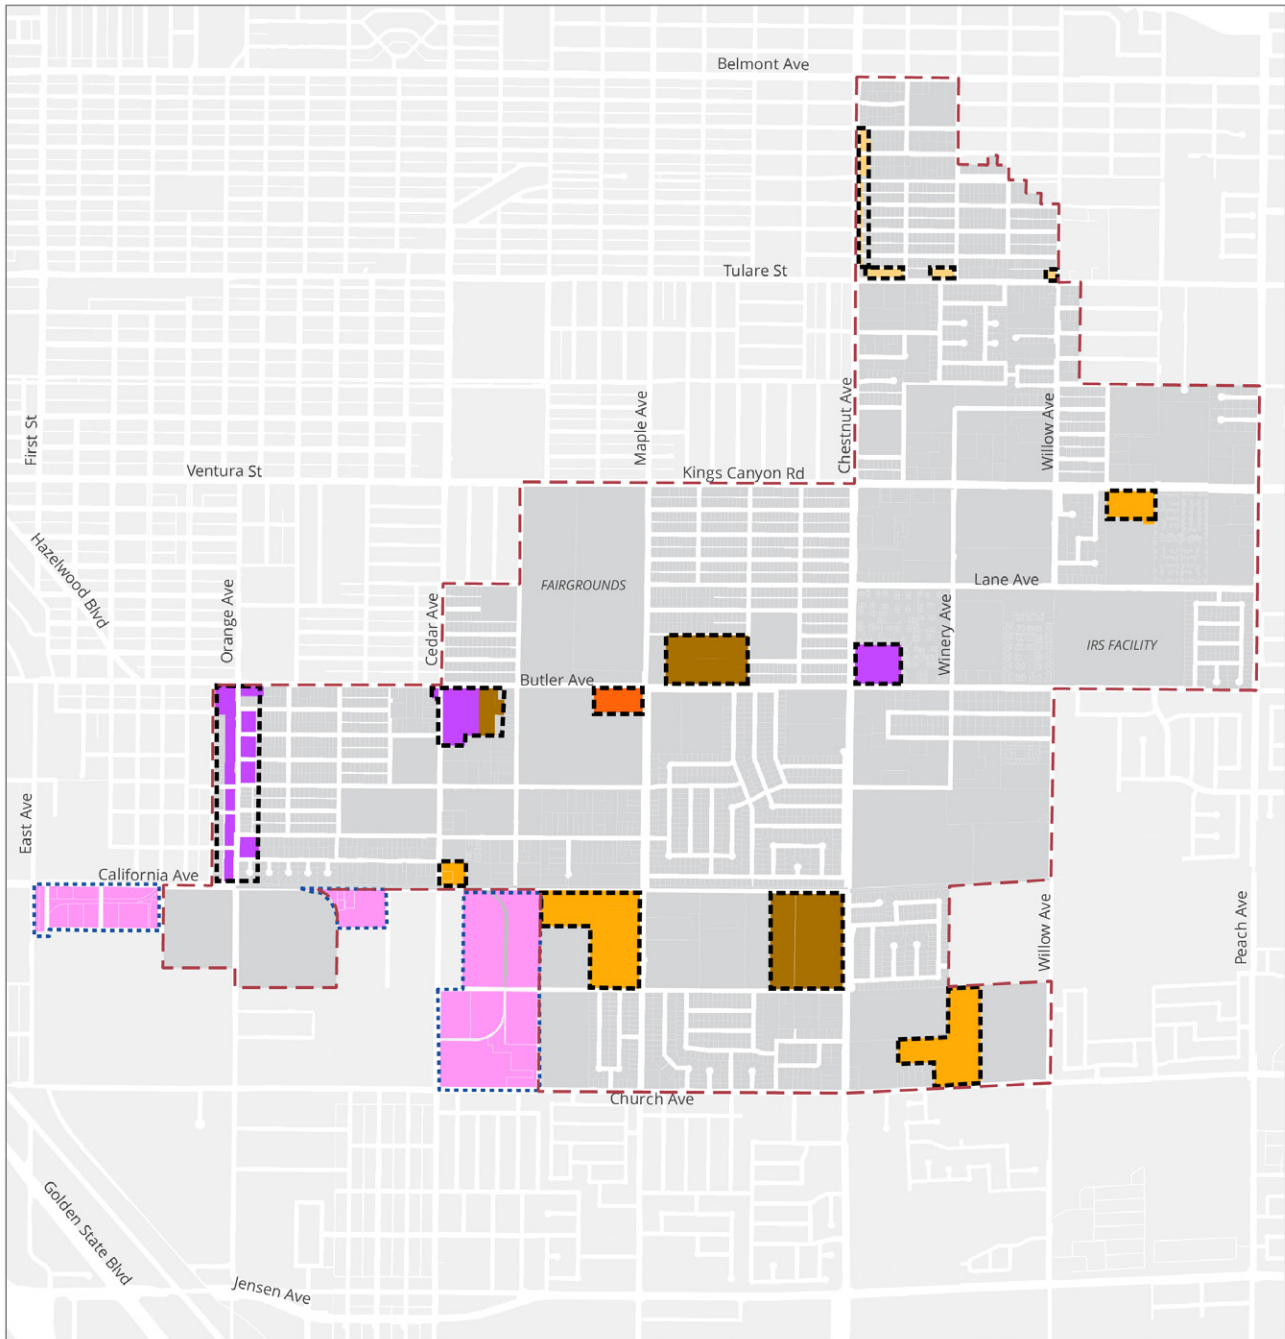 Belmont Ave
Tulare St
First St
Maple Ave
Chestnut Ave
Willow Ave
Ventura St
Kings Canyon Rd
Hazelwood Blvd
Orange Ave
Cedar Ave
FAIRGROUNDS
Lane Ave
Winery Ave
IRS FACILITY
Butler Ave
East Ave
California Ave
Willow Ave
Peach Ave
Church Ave
Golden State Blvd
Jensen Ave